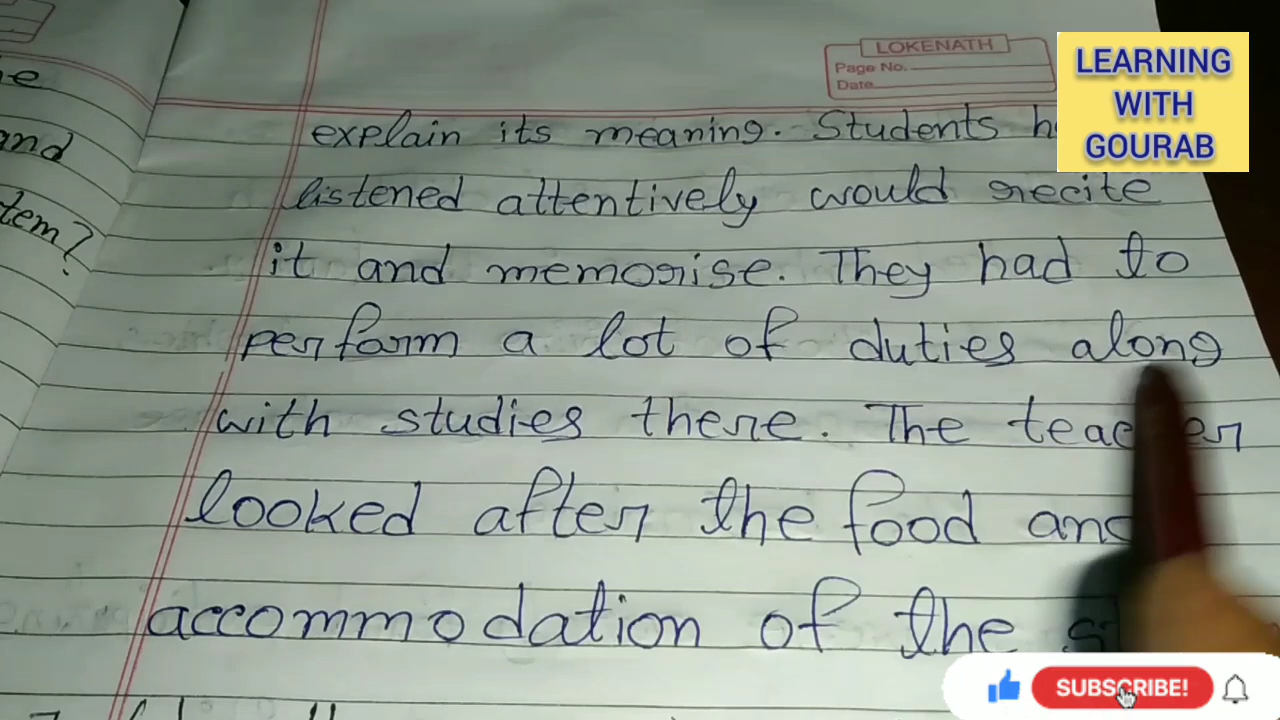 LOKENATH
Page No.
Date
LEARNING
WITH
GOURAB
and
explain its meaning. Students
listened attentively would recite
it and memorise. They had to
perform a lot of duties along
with studies there. The
looked after the food
accommodation of the
SUBSCRIBE!